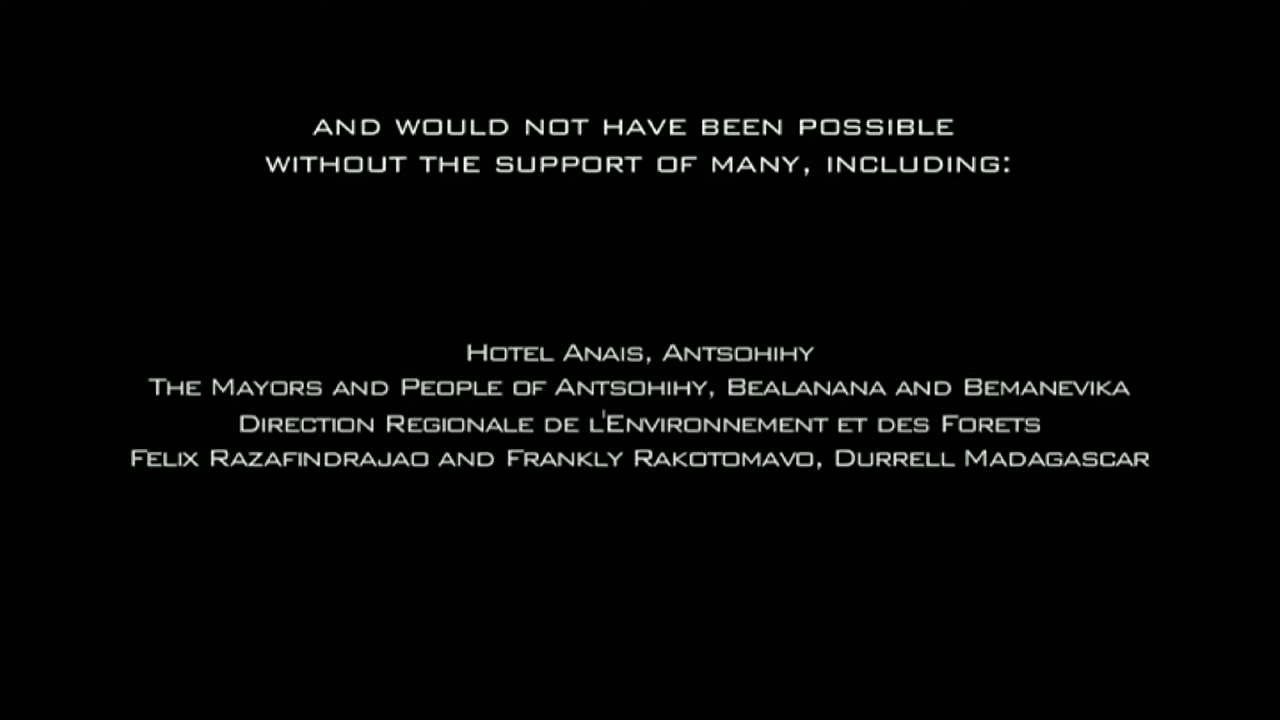 AND WOULD NOT HAVE BEEN POSSIBLE
WITHOUT THE SUPPORT OF MANY, INCLUDING:
HOTEL ANAIS, ANTSOHIHY
THE MAYORS AND PEOPLE OF ANTSOHIHY, BEALANANA AND BEMANEVIKA
DIRECTION REGIONALE DE L'ENVIRONNEMENT ET DES FORETS
FELIX RAZAFINDRAJAO AND FRANKLY RAKOTOMAVO, DURRELL MADAGASCAR